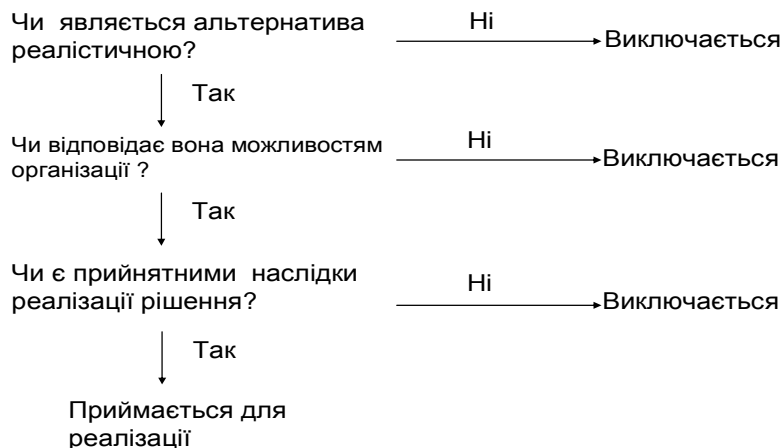 Чи являється альтернатива
реалістичною?
Ні
Виключається
Так
Чи відповідає вона можливостям
організації ?
Ні
Виключається
Так
Чи є прийнятними наслідки
реалізації рішення?
Ні
Виключається
Так
Приймається для
реалізації